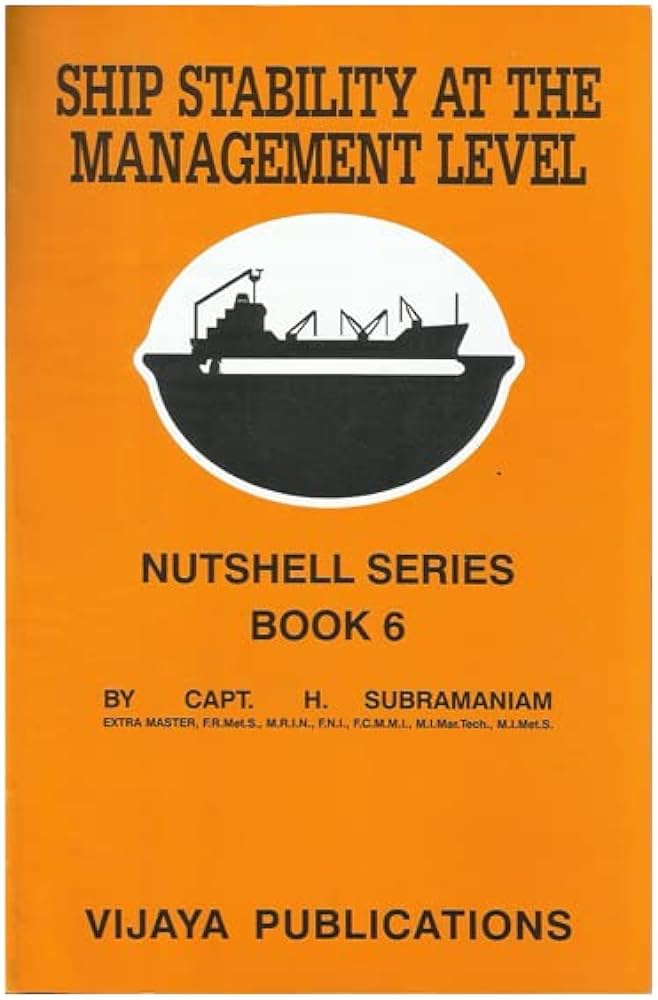 SHIP STABILITY AT THE
MANAGEMENT LEVEL
NUTSHELL SERIES
BOOK 6
BY CAPT. H. SUBRAMANIAM
EXTRA MASTER, F.R.Met.S., M.R.I.N., F.N.I., F.C.M.M.I., M.I.Mar.Tech., M.I.Met.S.
VIJAYA PUBLICATIONS